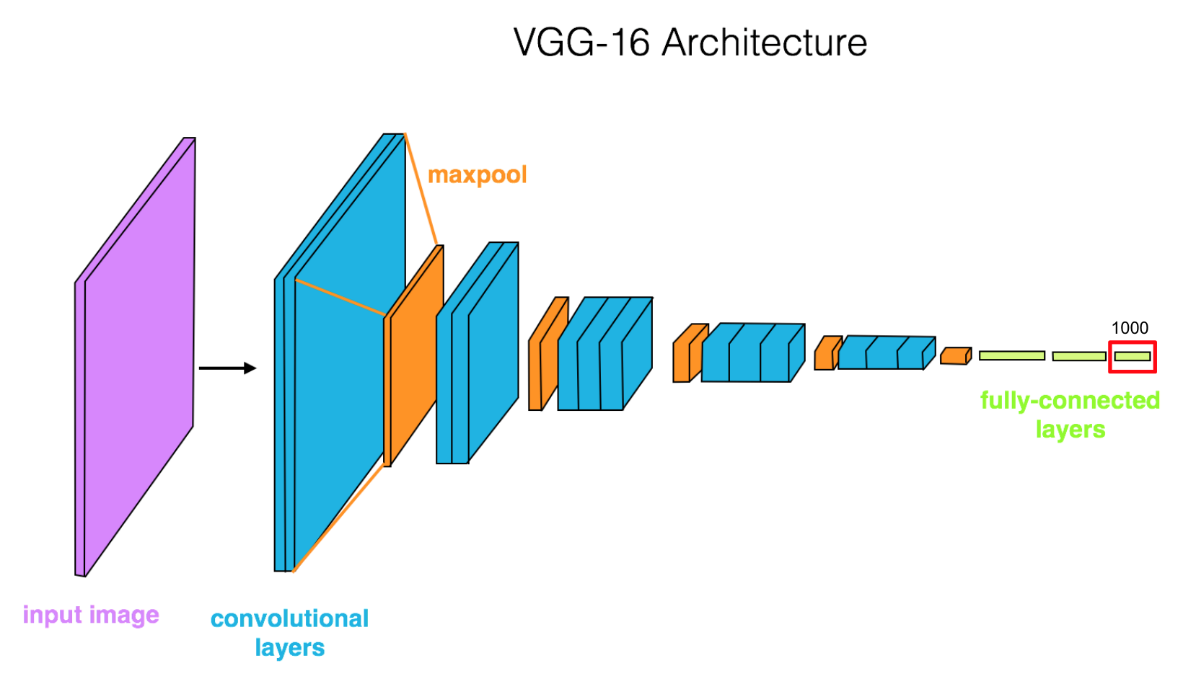 VGG-16 Architecture
maxpool
1000
fully-connected
layers
input image
convolutional
layers